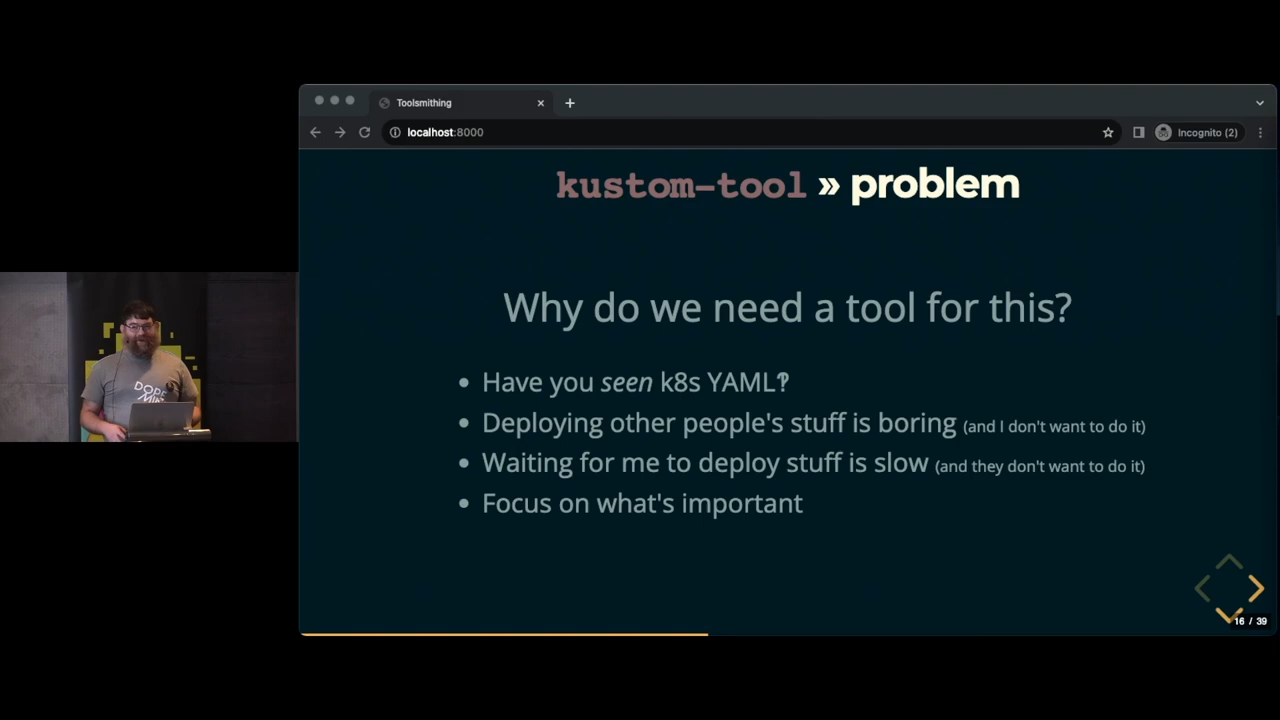 Toolsmithing
localhost:8000
Incognito (2)
kustom-tool » problem
Why do we need a tool for this?
Have you seen k8s YAML‽
Deploying other people's stuff is boring (and I don't want to do it)
Waiting for me to deploy stuff is slow (and they don't want to do it)
Focus on what's important
DOPE
16 / 39